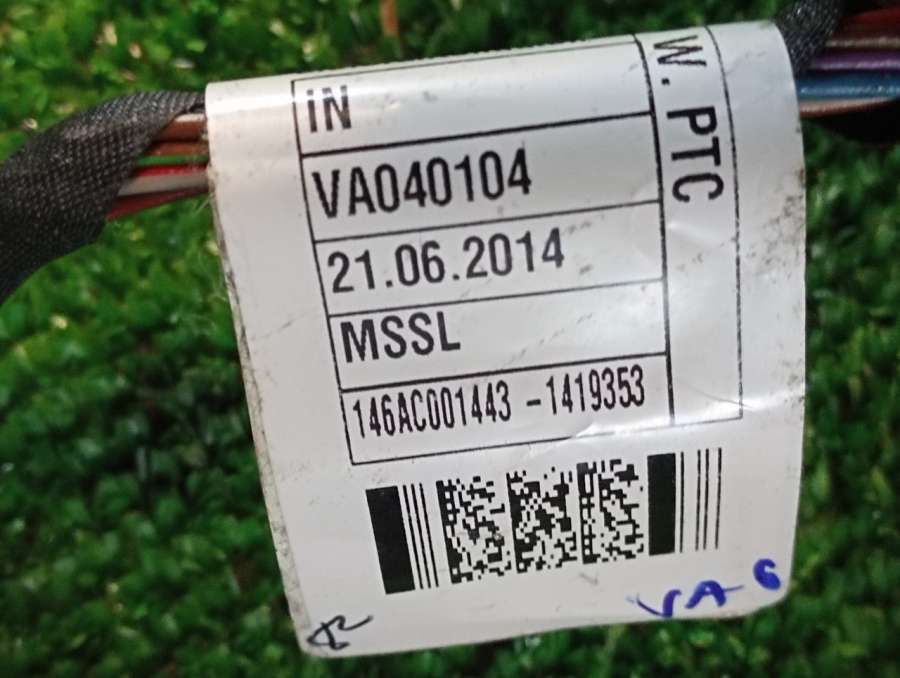 iN
VA040104
21.06.2014
MSSL
146AC001443 -1419353
W. PTC
VA-6